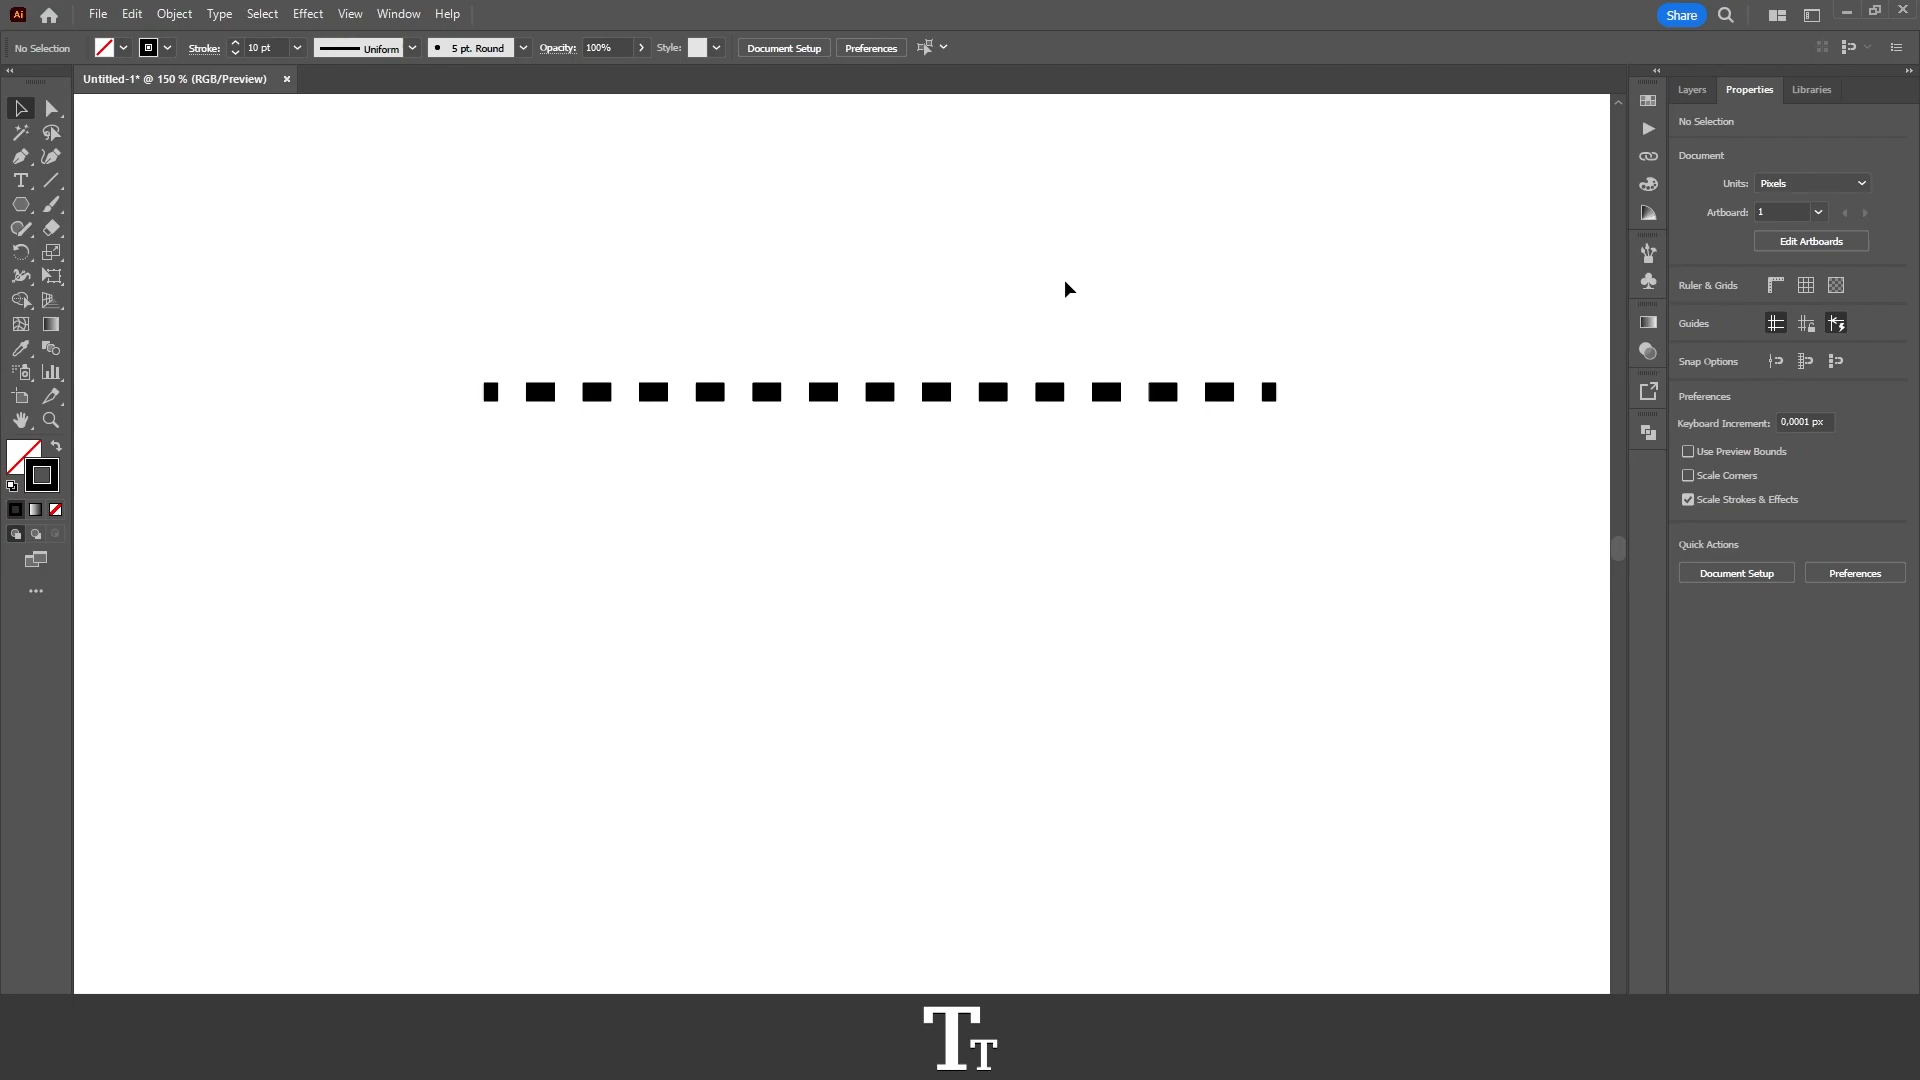 Ai File Edit Object Type Select Effect View Window Help Share
No Selection Stroke: 10 pt Uniform 5 pt. Round Opacity: 100% Style: Document Setup Preferences
Untitled-1* @ 150 % (RGB/Preview) ×
Layers Properties Libraries
No Selection
Document
Units: Pixels
Artboard: 1
Edit Artboards
Ruler & Grids
Guides
Snap Options
Preferences
Keyboard Increment: 0,0001 px
Use Preview Bounds
Scale Corners
Scale Strokes & Effects
Quick Actions
Document Setup Preferences
TT